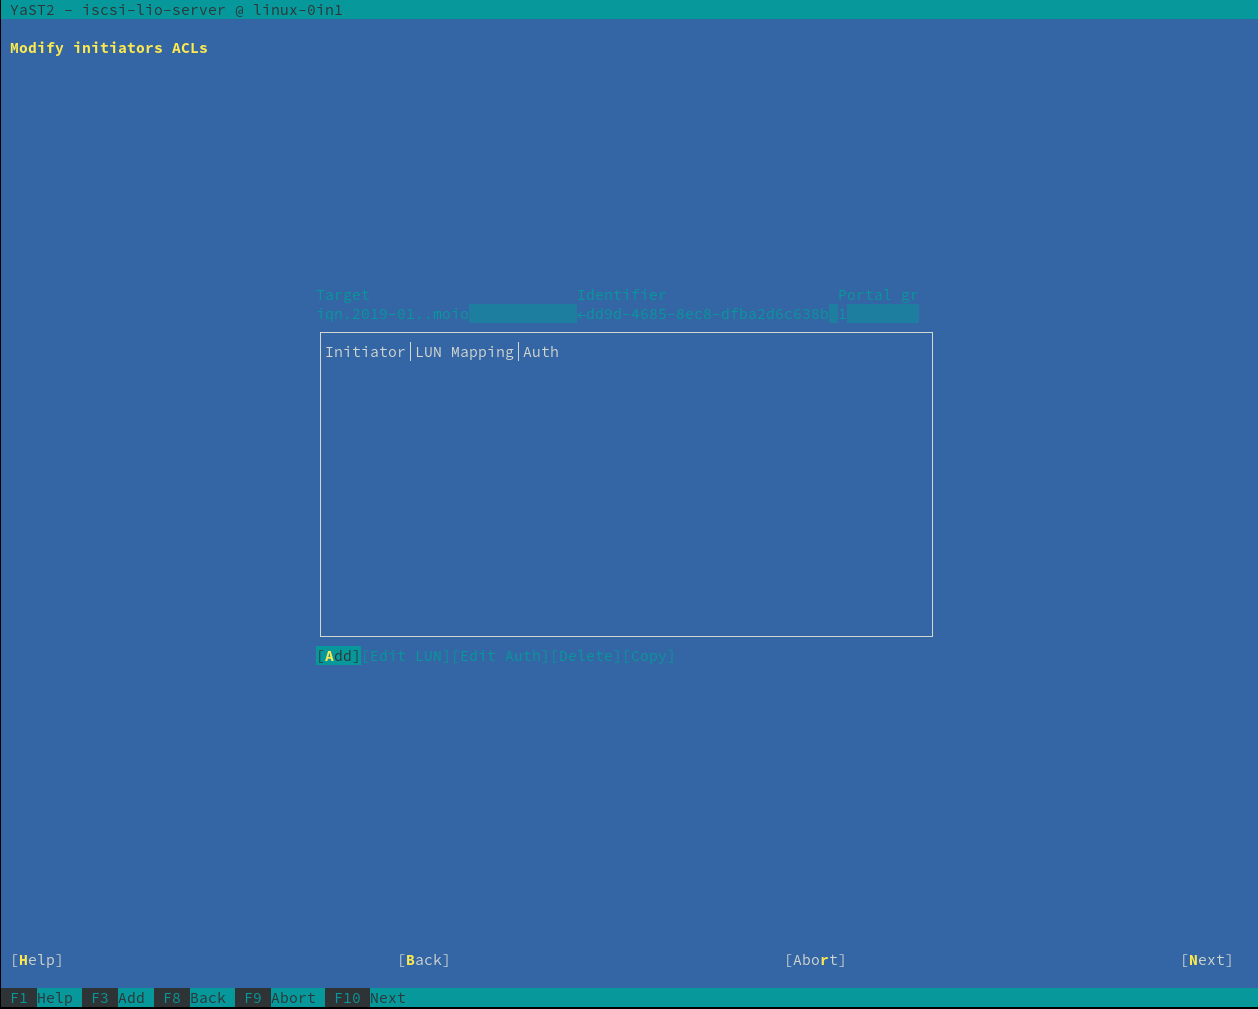 YaST2 - iscsi-lio-server @ linux-0in1
Modify initiators ACLs
Target Identifier Portal gr
iqn.2019-01..moio +dd9d-4685-8ec8-dfba2d6c638b 1
Initiator│LUN Mapping│Auth
[Add][Edit LUN][Edit Auth][Delete][Copy]
[Help] [Back] [Abort] [Next]
F1 Help F3 Add F8 Back F9 Abort F10 Next